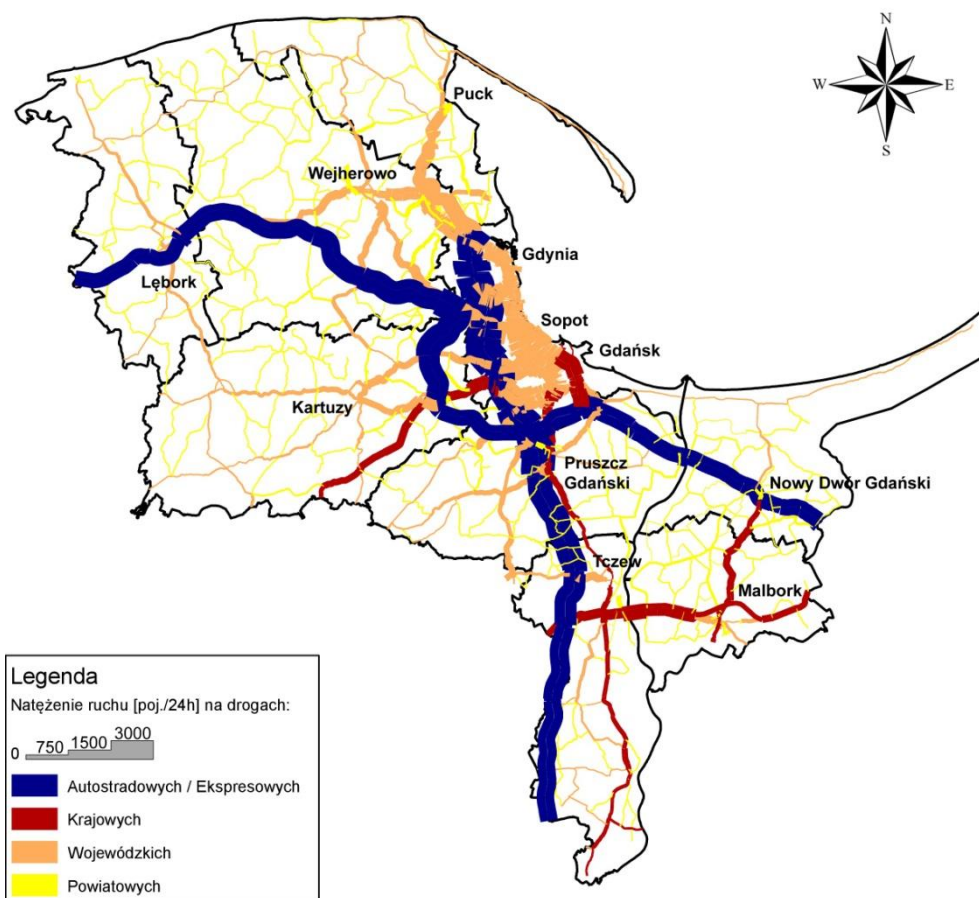 N
W
E
S
Puck
Wejherowo
Gdynia
Lębork
Sopot
Gdańsk
Kartuzy
Pruszcz
Gdański
Nowy Dwór Gdański
Tczew
Malbork
Legenda
Natężenie ruchu [poj./24h] na drogach:
0 750 1500 3000
Autostradowych / Ekspresowych
Krajowych
Wojewódzkich
Powiatowych